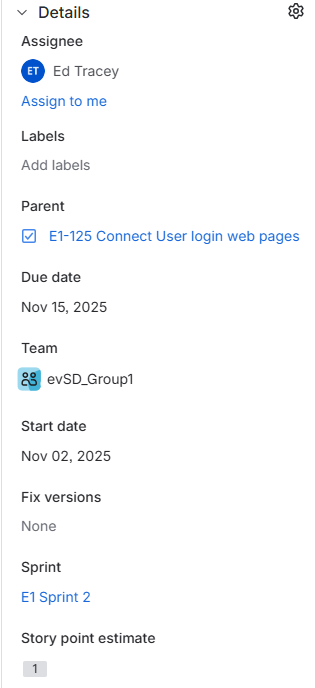 Details
Assignee
ET Ed Tracey
Assign to me
Labels
Add labels
Parent
E1-125 Connect User login web pages
Due date
Nov 15, 2025
Team
evSD_Group1
Start date
Nov 02, 2025
Fix versions
None
Sprint
E1 Sprint 2
Story point estimate
1